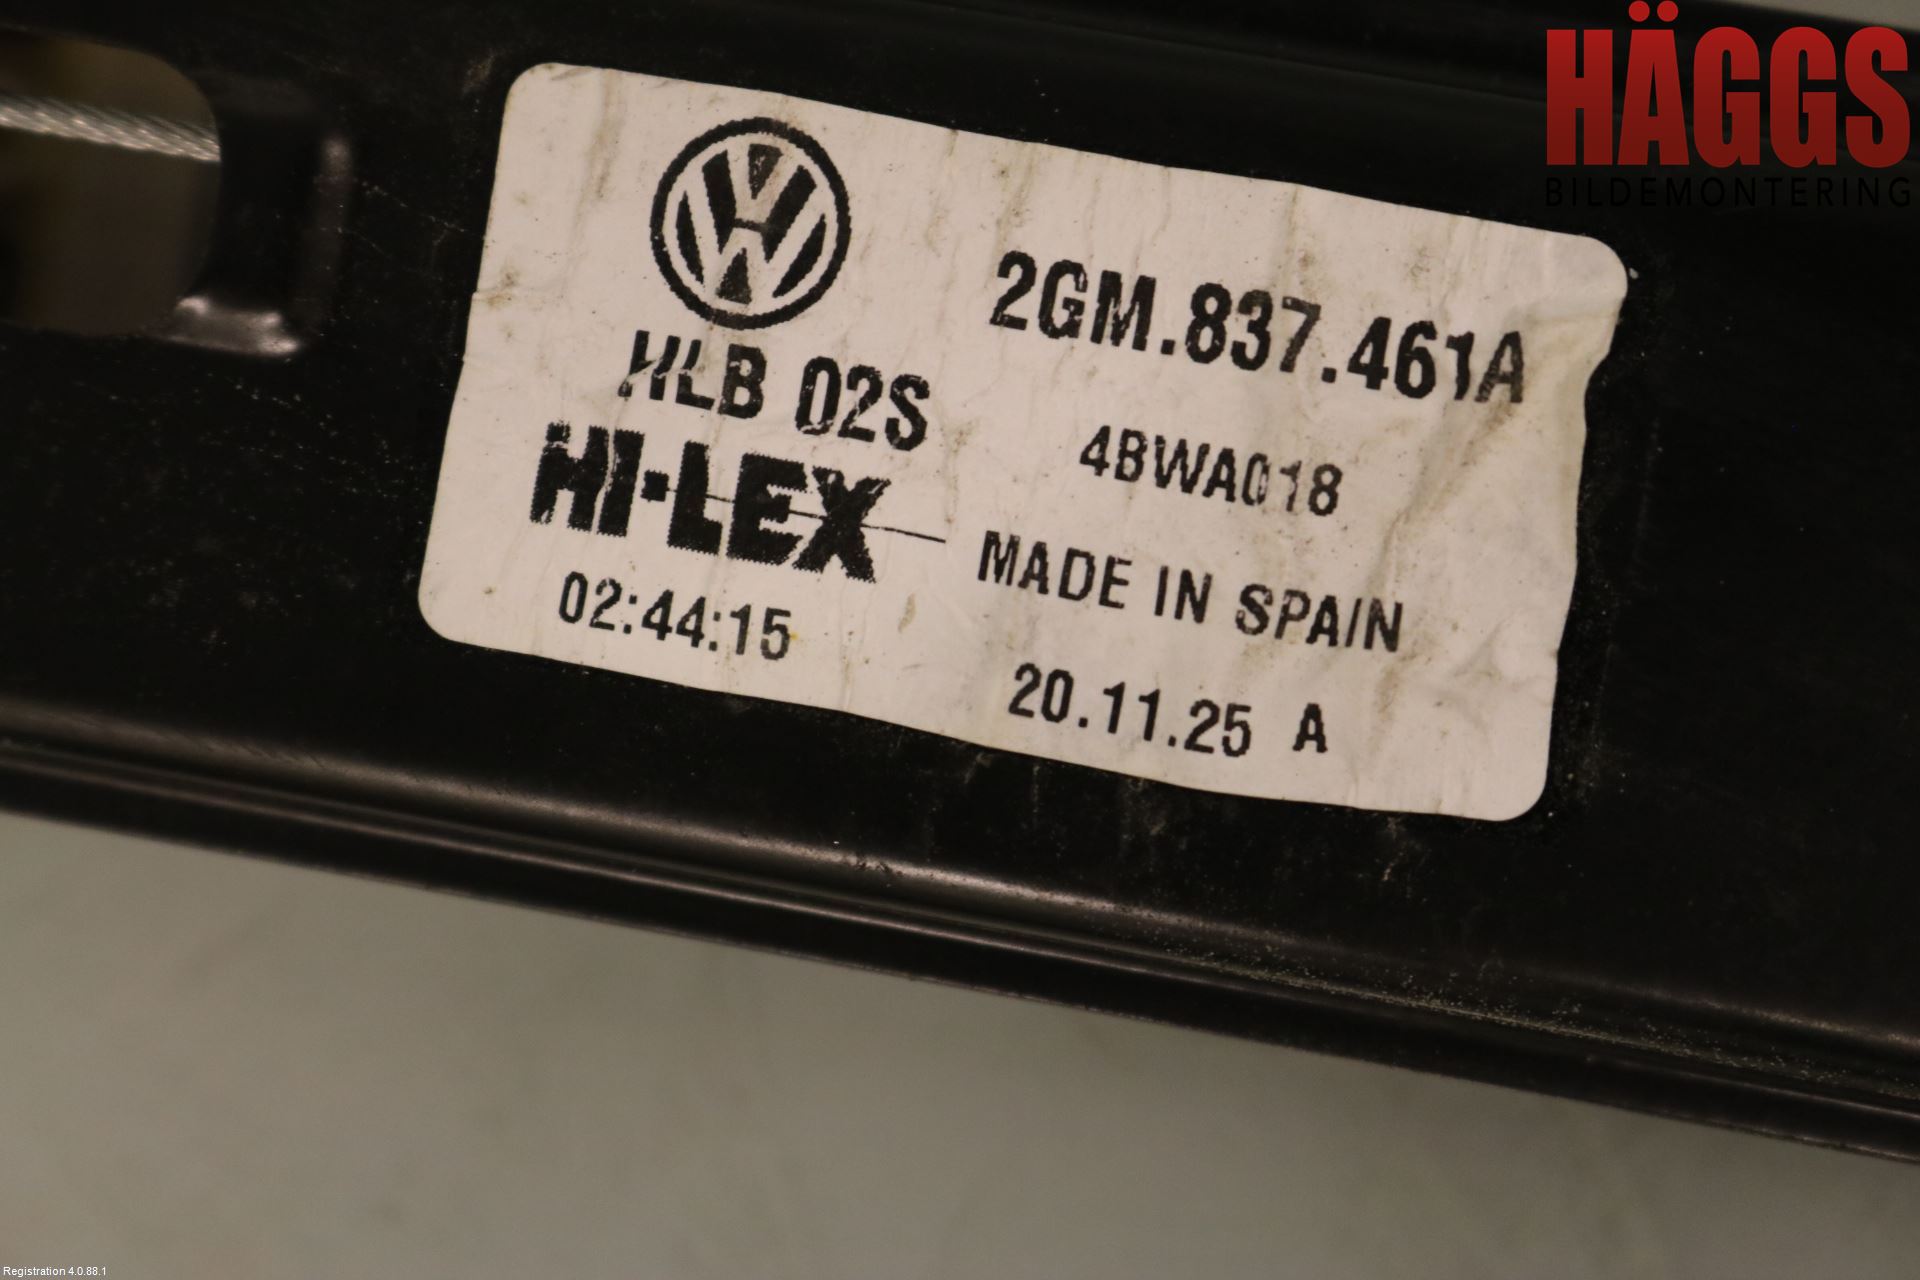 HÄGGS
BILDEMONTERING
2GM.837.461A
HLB 02S
4BWA018
HI-LEX
MADE IN SPAIN
02:44:15
20.11.25 A
Registration 4.0.88.1